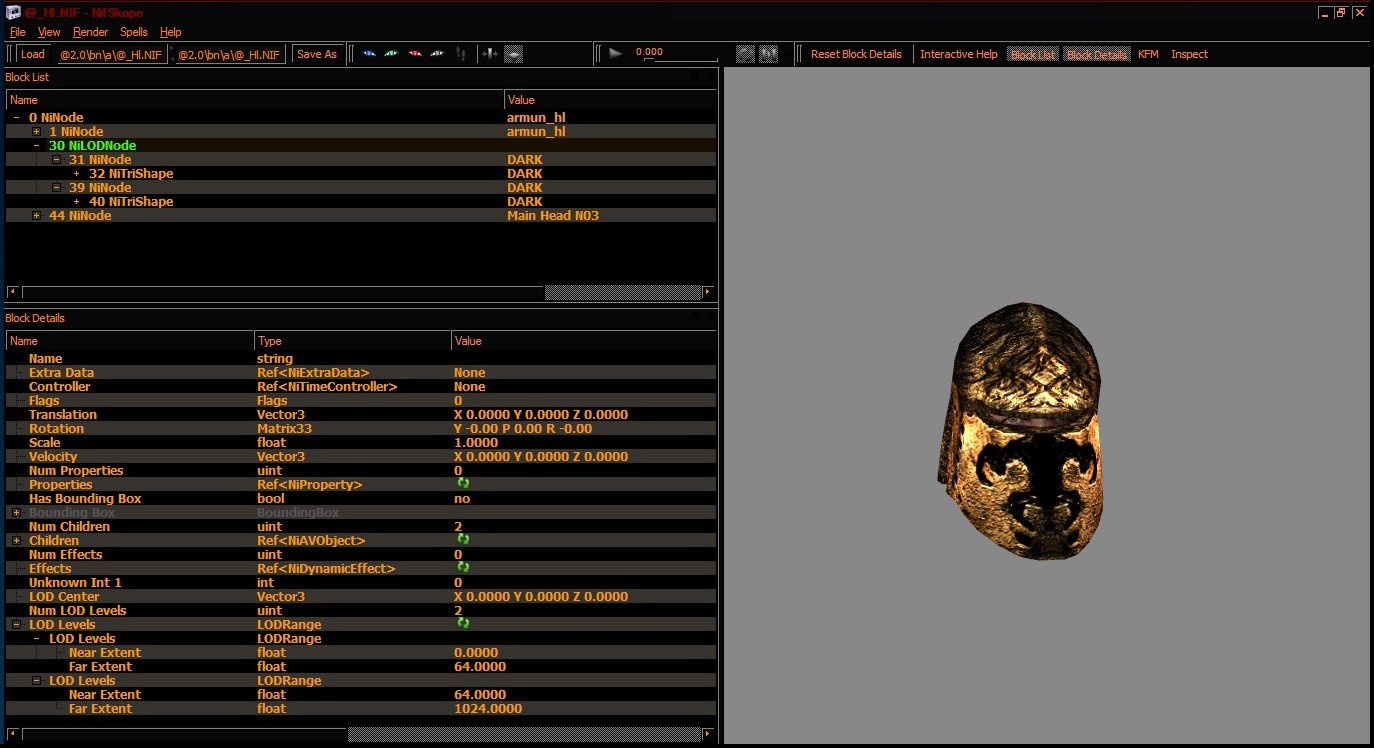 @_Hl.NIF - NifSkope
File View Render Spells Help
Load @2.0\bn\a\@_Hl.NIF @2.0\bn\a\@_Hl.NIF Save As 0.000 Reset Block Details Interactive Help Block List Block Details KFM Inspect
Block List
Name Value
0 NiNode armun_hl
1 NiNode armun_hl
30 NiLODNode
31 NiNode DARK
32 NiTriShape DARK
39 NiNode DARK
40 NiTriShape DARK
44 NiNode Main Head N03
Block Details
Name Type Value
Name string
Extra Data Ref<NiExtraData> None
Controller Ref<NiTimeController> None
Flags Flags 0
Translation Vector3 X 0.0000 Y 0.0000 Z 0.0000
Rotation Matrix33 Y -0.00 P 0.00 R -0.00
Scale float 1.0000
Velocity Vector3 X 0.0000 Y 0.0000 Z 0.0000
Num Properties uint 0
Properties Ref<NiProperty>
Has Bounding Box bool no
Bounding Box BoundingBox
Num Children uint 2
Children Ref<NiAVObject>
Num Effects uint 0
Effects Ref<NiDynamicEffect>
Unknown Int 1 int 0
LOD Center Vector3 X 0.0000 Y 0.0000 Z 0.0000
Num LOD Levels uint 2
LOD Levels LODRange
LOD Levels LODRange
Near Extent float 0.0000
Far Extent float 64.0000
LOD Levels LODRange
Near Extent float 64.0000
Far Extent float 1024.0000